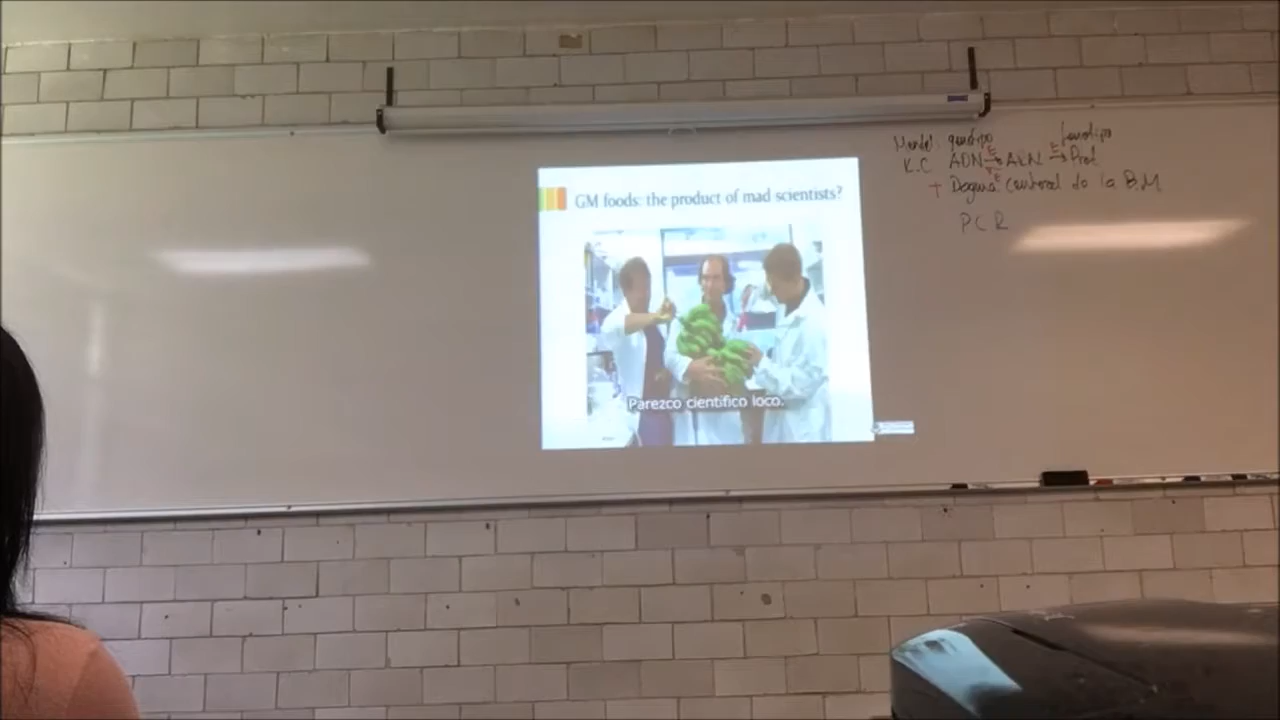 GM foods: the product of mad scientists?
Parezco científico loco.
Mendel genotipo fenotipo
K.C ADN ARN Prot
Dogma central de la B.M
PCR